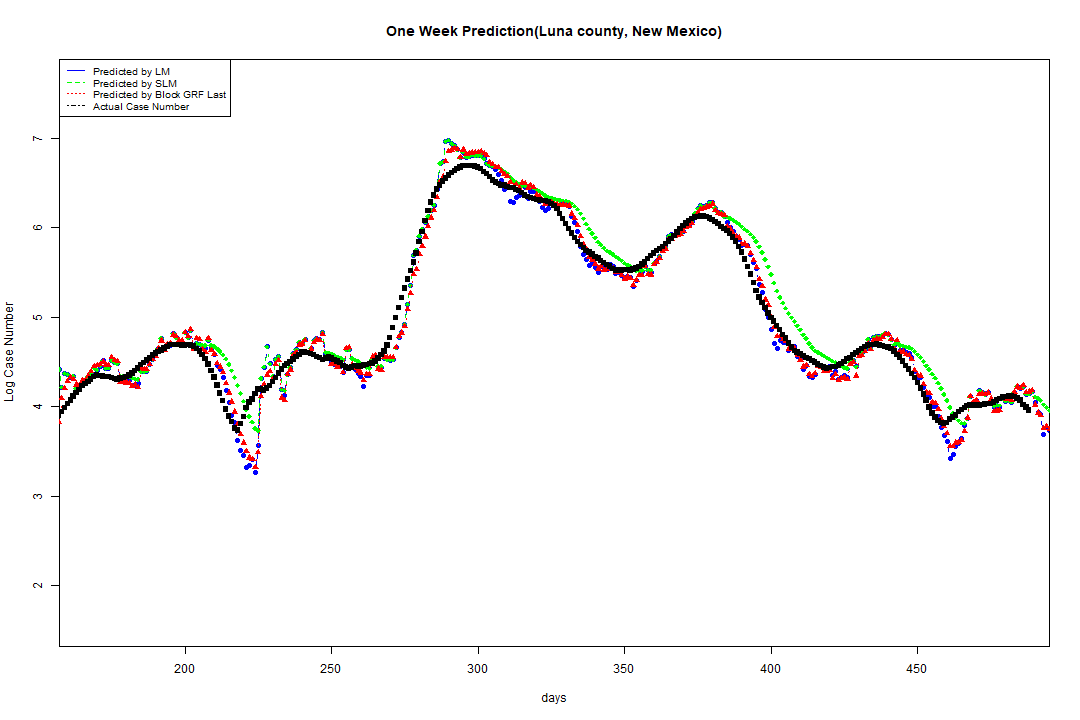 One Week Prediction(Luna county, New Mexico)
Predicted by LM
Predicted by SLM
Predicted by Block GRF Last
Actual Case Number
7
6
5
4
3
2
Log Case Number
200 250 300 350 400 450
days